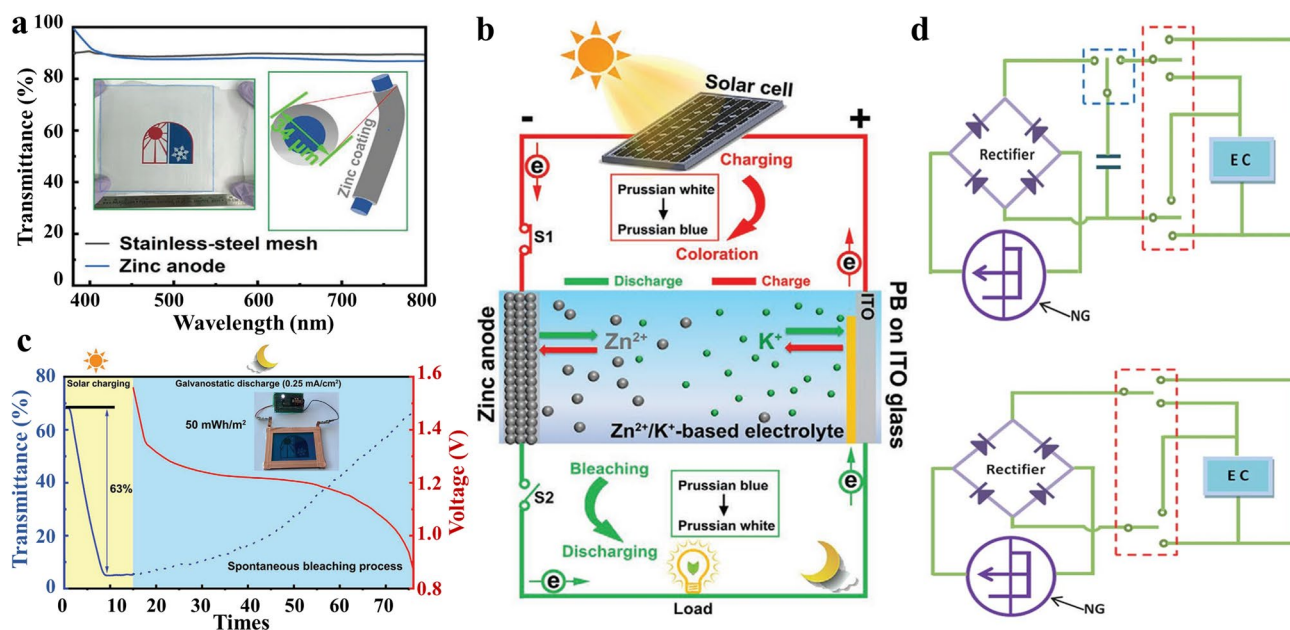 a
100
80
60
40
20
0
Transmittance (%)
34 μm
Zinc coating
Stainless-steel mesh
Zinc anode
400
500
600
700
800
Wavelength (nm)
b
Solar cell
-
+
e
Charging
Prussian white
Prussian blue
Coloration
S1
e
Discharge
Charge
Zinc anode
Zn2+
K+
ITO
PB on ITO glass
Zn2+/K+-based electrolyte
Bleaching
Prussian blue
Prussian white
S2
Discharging
e
e
Load
c
Solar charging
Galvanostatic discharge (0.25 mA/cm²)
50 mWh/m²
63%
Spontaneous bleaching process
80
60
40
20
0
Transmittance (%)
1.6
1.4
1.2
1.0
0.8
Voltage (V)
0
10
20
30
40
50
60
70
Times
d
Rectifier
EC
NG
Rectifier
EC
NG